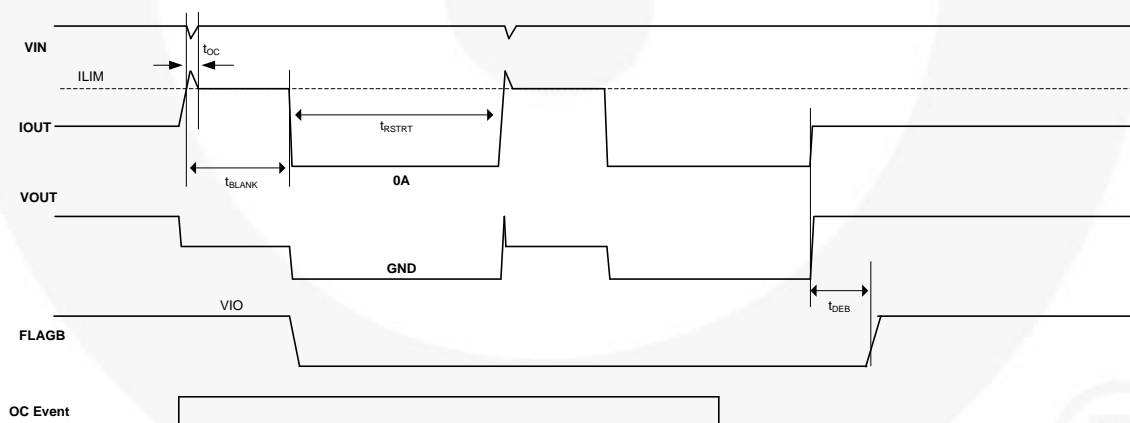 VIN
tOC
ILIM
IOUT
tRSTRT
tBLANK
0A
VOUT
GND
VIO
tDEB
FLAGB
OC Event